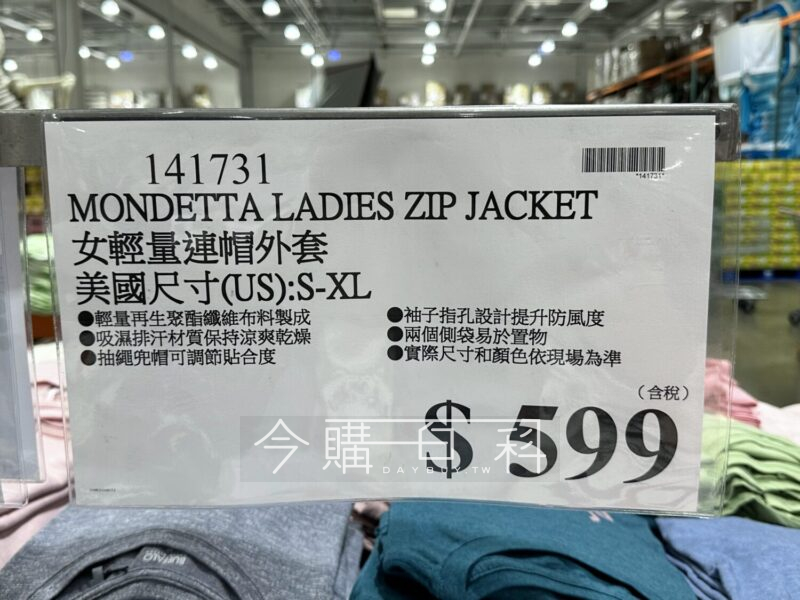 141731
*141731*
MONDETTA LADIES ZIP JACKET
女輕量連帽外套
美國尺寸(US):S-XL
●輕量再生聚酯纖維布料製成
●吸濕排汗材質保持涼爽乾燥
●抽繩兜帽可調節貼合度
●袖子指孔設計提升防風度
●兩個側袋易於置物
●實際尺寸和顏色依現場為準
(含稅)
$ 599
今購百科
DAYBUY.TW